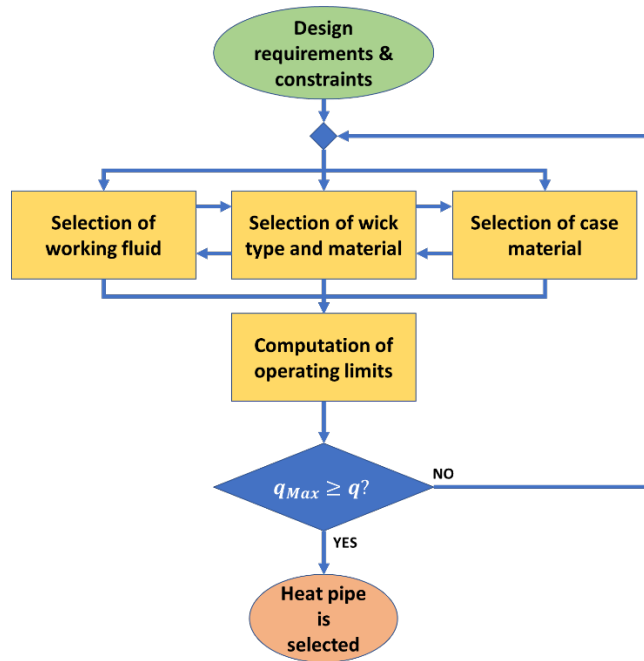 Design
requirements &
constraints
Selection of
working fluid
Selection of wick
type and material
Selection of case
material
Computation of
operating limits
q_Max ≥ q?
NO
YES
Heat pipe
is
selected